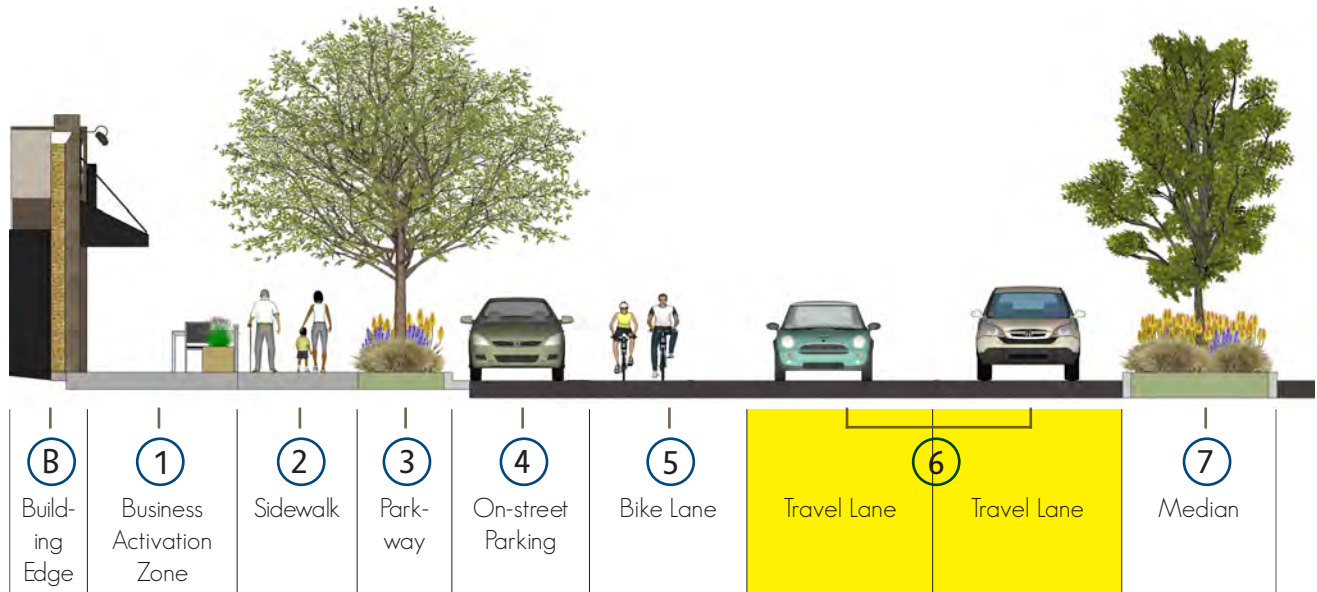 B
Build-
ing
Edge
1
Business
Activation
Zone
2
Sidewalk
3
Park-
way
4
On-street
Parking
5
Bike Lane
6
Travel Lane
Travel Lane
7
Median